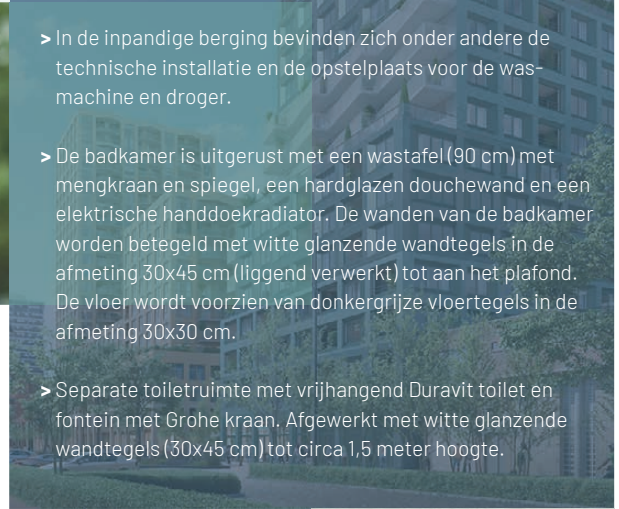 > In de inpandige berging bevinden zich onder andere de
technische installatie en de opstelplaats voor de was-
machine en droger.
> De badkamer is uitgerust met een wastafel (90 cm) met
mengkraan en spiegel, een hardglazen douchewand en een
elektrische handdoekradiator. De wanden van de badkamer
worden betegeld met witte glanzende wandtegels in de
afmeting 30x45 cm (liggend verwerkt) tot aan het plafond.
De vloer wordt voorzien van donkergrijze vloertegels in de
afmeting 30x30 cm.
> Separate toiletruimte met vrijhangend Duravit toilet en
fontein met Grohe kraan. Afgewerkt met witte glanzende
wandtegels (30x45 cm) tot circa 1,5 meter hoogte.